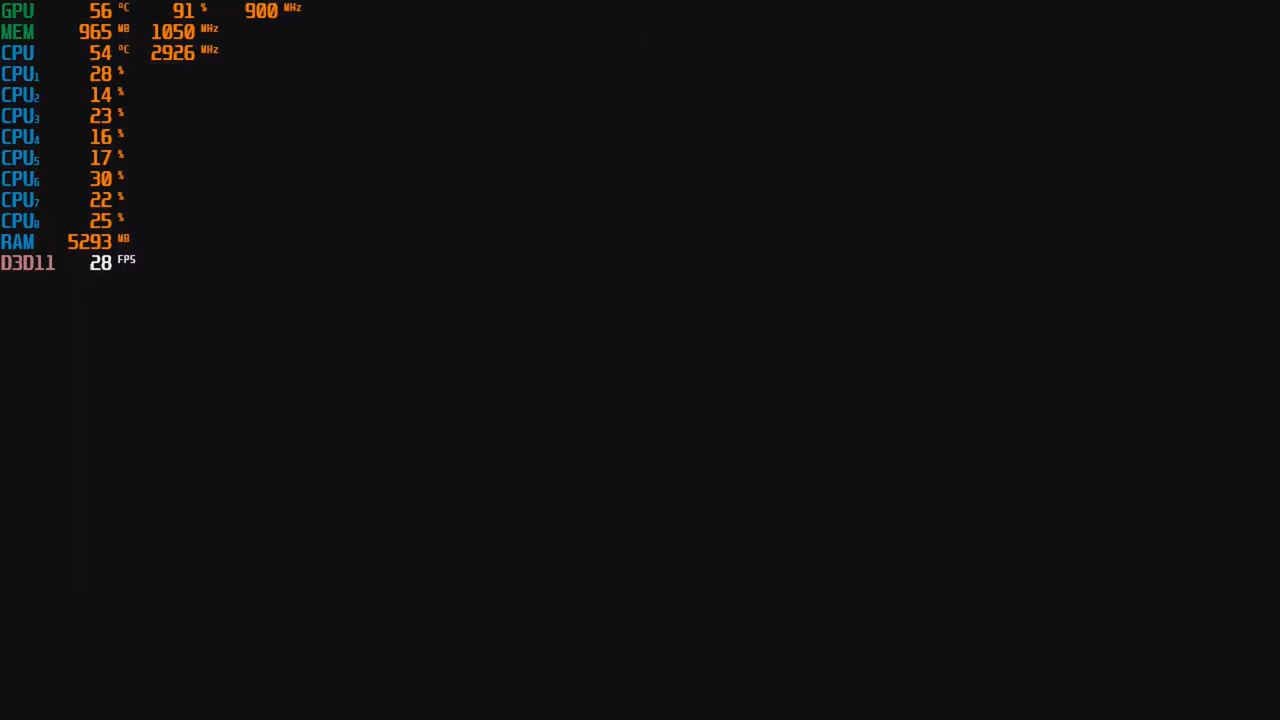 GPU 56 °C 91 % 900 MHz
MEM 965 MB 1050 MHz
CPU 54 °C 2926 MHz
CPU1 28 %
CPU2 14 %
CPU3 23 %
CPU4 16 %
CPU5 17 %
CPU6 30 %
CPU7 22 %
CPU8 25 %
RAM 5293 MB
D3D11 28 FPS